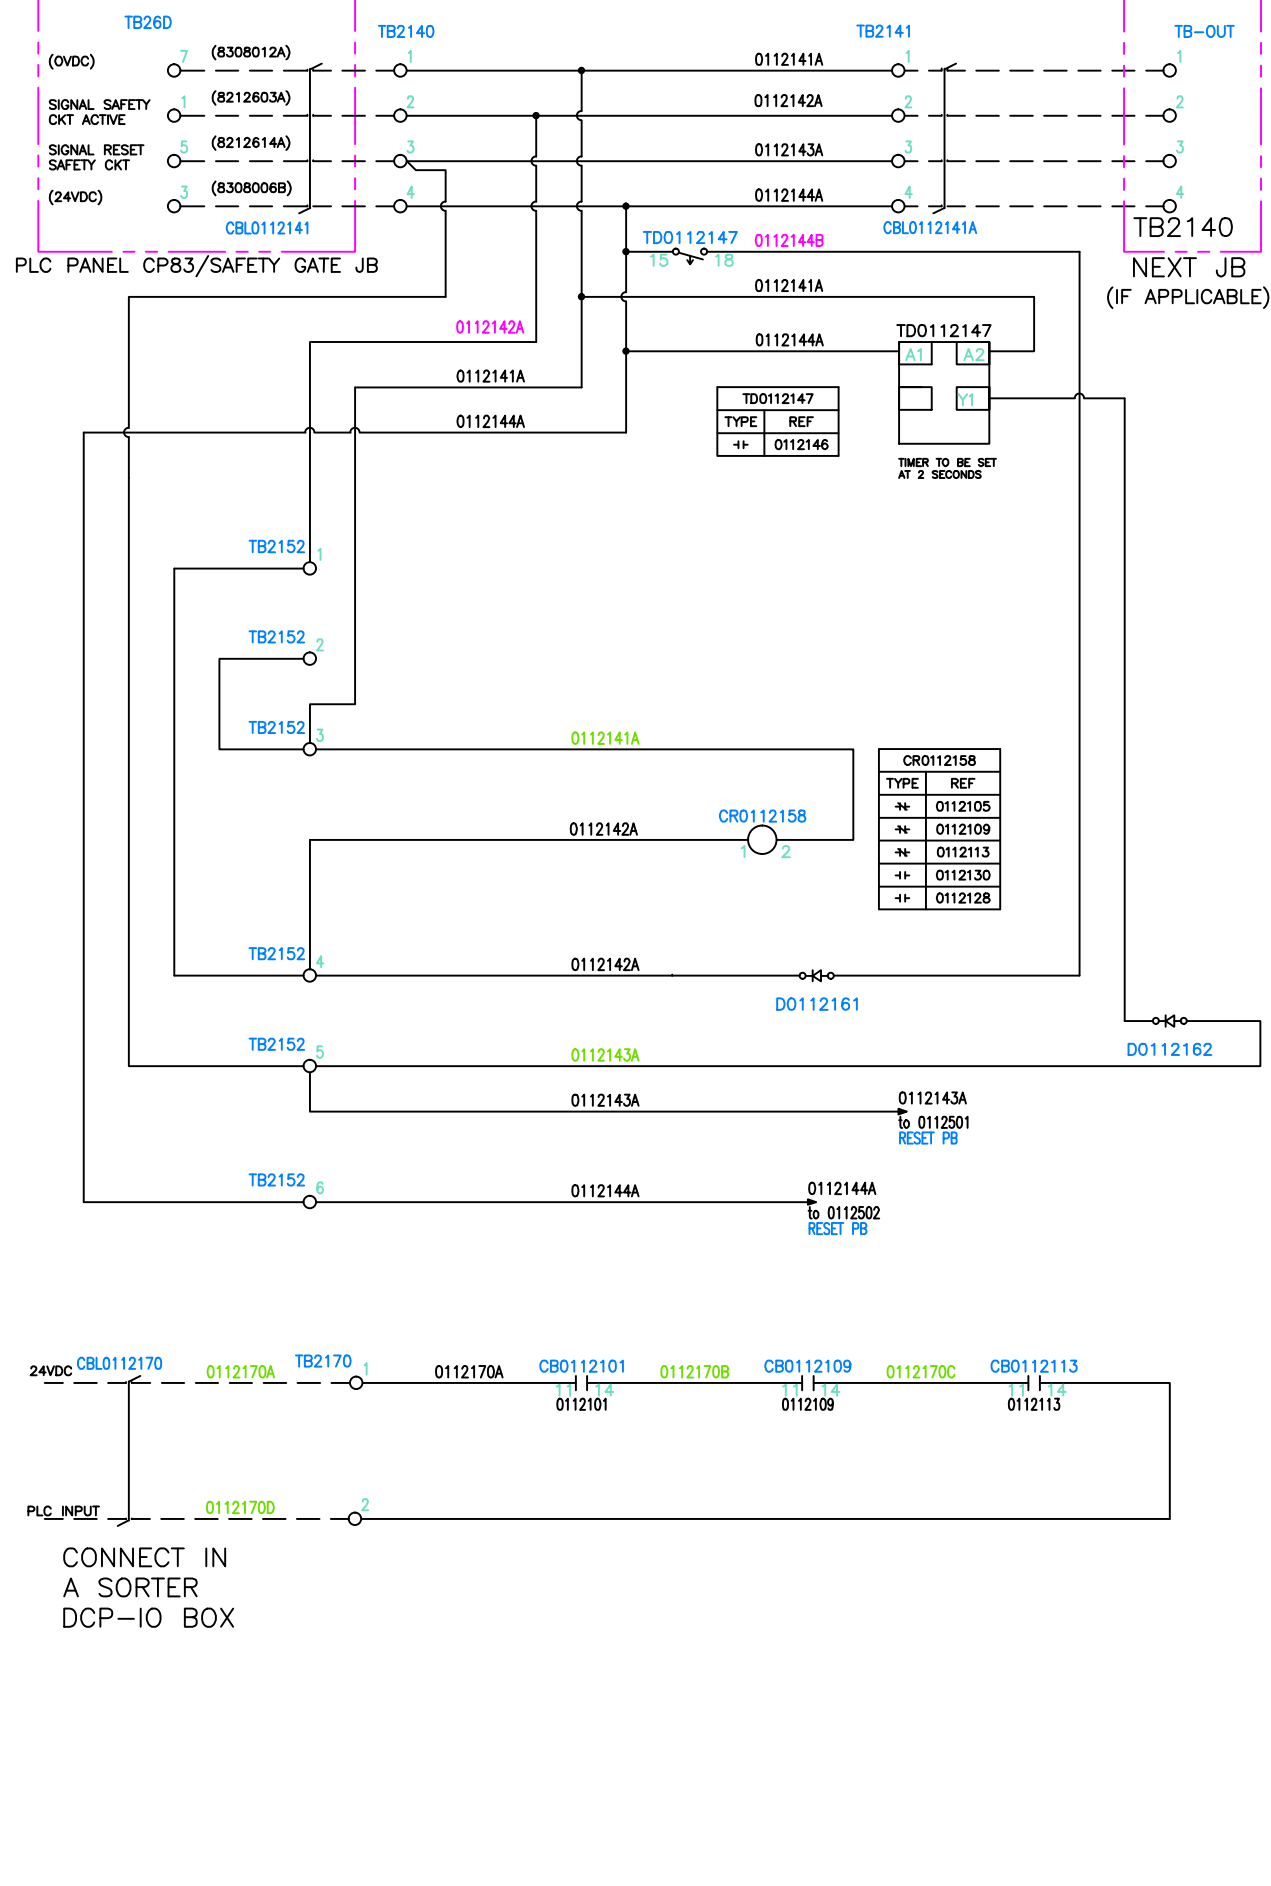 TB26D
TB2140
TB2141
TB-OUT
(0VDC)
7
(8308012A)
1
0112141A
1
1
SIGNAL SAFETY
CKT ACTIVE
1
(8212603A)
2
0112142A
2
2
SIGNAL RESET
SAFETY CKT
5
(8212614A)
3
0112143A
3
3
(24VDC)
3
(8308006B)
4
0112144A
4
4
CBL0112141
CBL0112141A
TB2140
PLC PANEL CP83/SAFETY GATE JB
NEXT JB
(IF APPLICABLE)
TD0112147
15
18
0112144B
0112141A
0112142A
0112144A
TD0112147
A1
A2
Y1
TIMER TO BE SET
AT 2 SECONDS
0112141A
0112144A
TD0112147
TYPE REF
0112146
TB2152
1
TB2152
2
TB2152
3
0112141A
CR0112158
1
2
0112142A
CR0112158
TYPE REF
0112105
0112109
0112113
0112130
0112128
TB2152
4
0112142A
D0112161
TB2152
5
0112143A
D0112162
0112143A
0112143A
to 0112501
RESET PB
TB2152
6
0112144A
0112144A
to 0112502
RESET PB
24VDC
CBL0112170
0112170A
TB2170
1
0112170A
CB0112101
11
14
0112101
0112170B
CB0112109
11
14
0112109
0112170C
CB0112113
11
14
0112113
PLC INPUT
0112170D
2
CONNECT IN
A SORTER
DCP-IO BOX